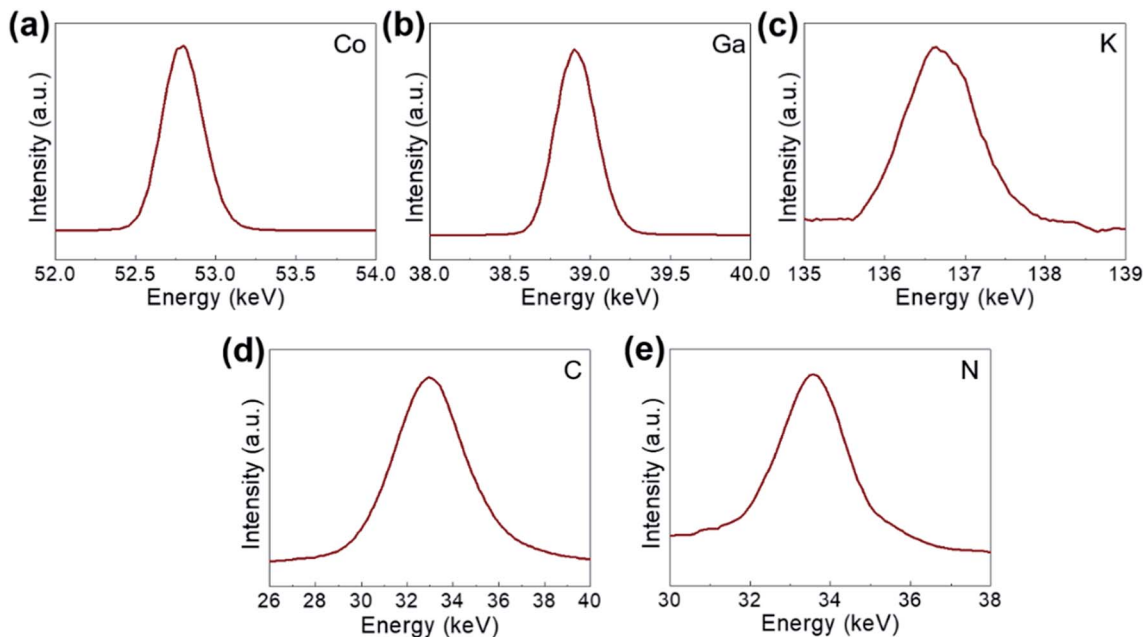 (a)
Co
Intensity (a.u.)
52.0 52.5 53.0 53.5 54.0
Energy (keV)
(b)
Ga
Intensity (a.u.)
38.0 38.5 39.0 39.5 40.0
Energy (keV)
(c)
K
Intensity (a.u.)
135 136 137 138 139
Energy (keV)
(d)
C
Intensity (a.u.)
26 28 30 32 34 36 38 40
Energy (keV)
(e)
N
Intensity (a.u.)
30 32 34 36 38
Energy (keV)